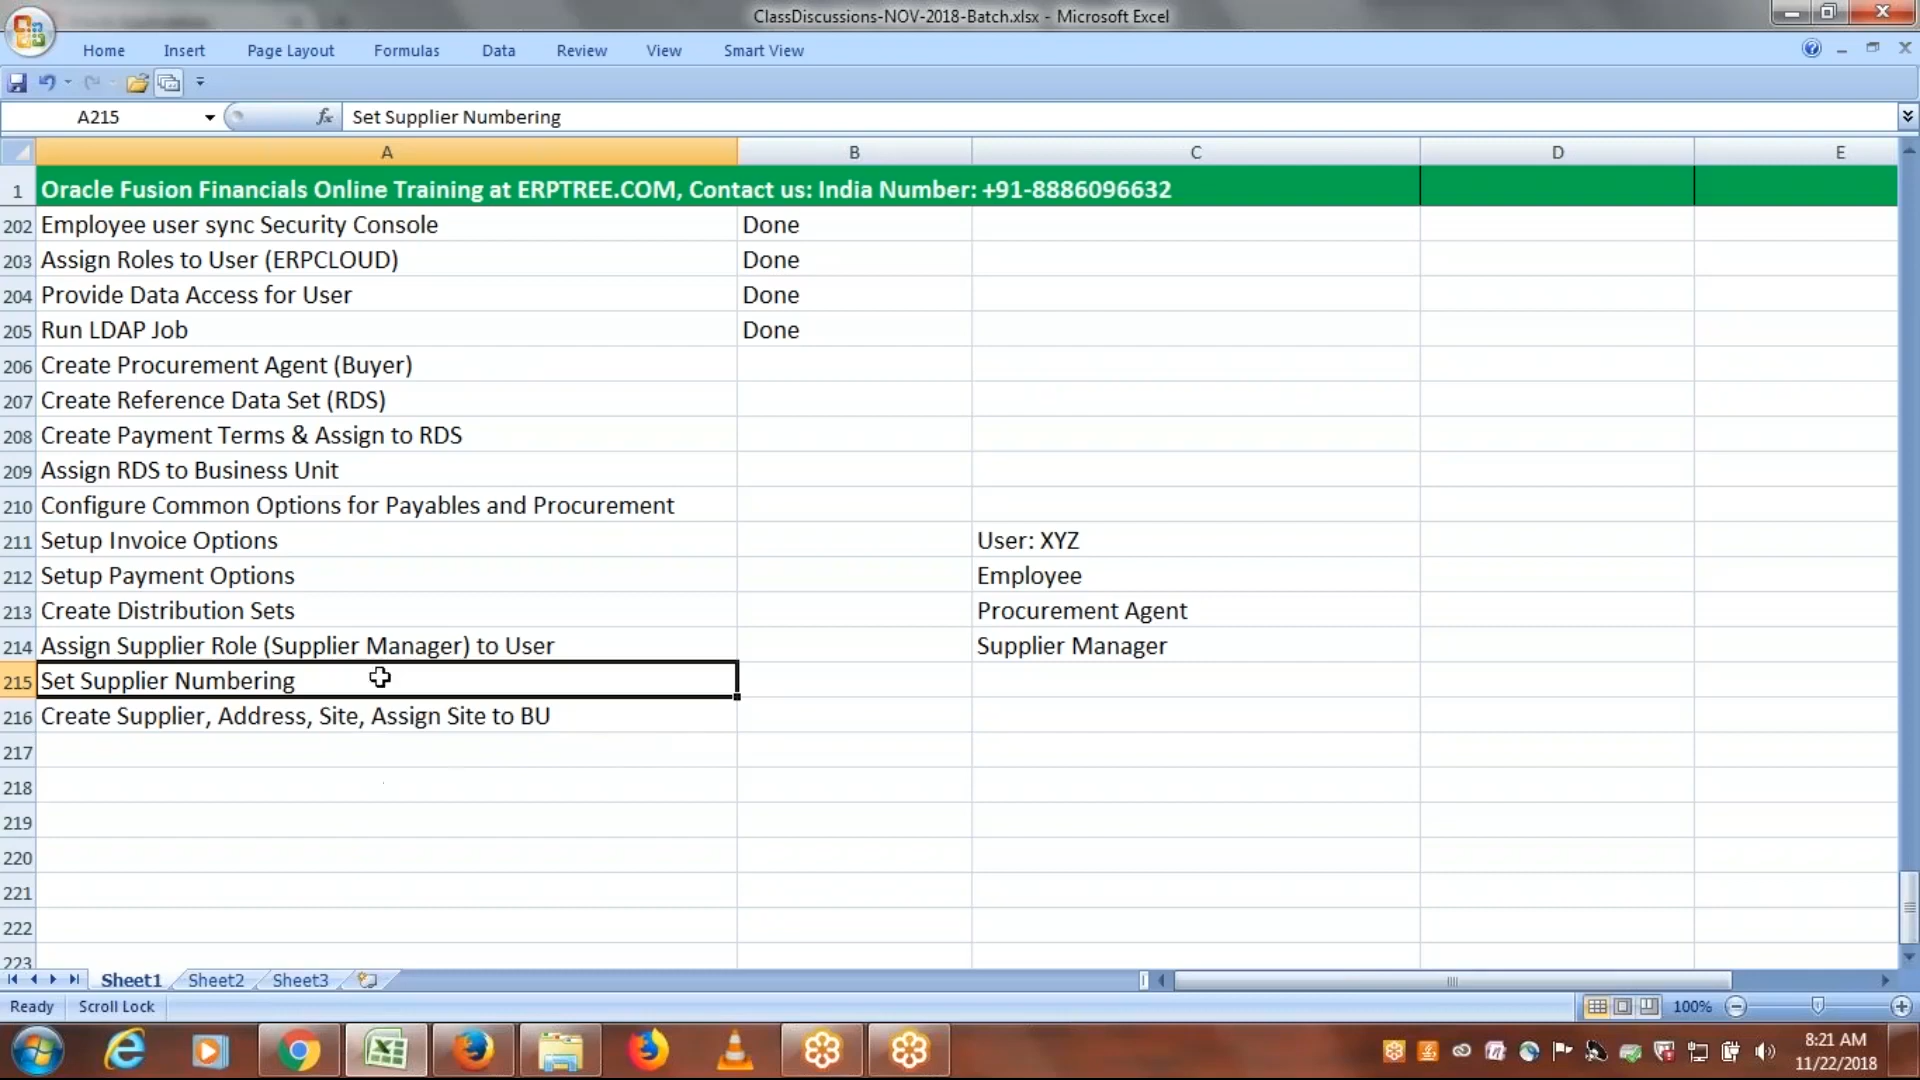 ClassDiscussions-NOV-2018-Batch.xlsx - Microsoft Excel
Home Insert Page Layout Formulas Data Review View Smart View
A215 fx Set Supplier Numbering
A B C D E
1 Oracle Fusion Financials Online Training at ERPTREE.COM, Contact us: India Number: +91-8886096632
202 Employee user sync Security Console Done
203 Assign Roles to User (ERPCLOUD) Done
204 Provide Data Access for User Done
205 Run LDAP Job Done
206 Create Procurement Agent (Buyer)
207 Create Reference Data Set (RDS)
208 Create Payment Terms & Assign to RDS
209 Assign RDS to Business Unit
210 Configure Common Options for Payables and Procurement
211 Setup Invoice Options User: XYZ
212 Setup Payment Options Employee
213 Create Distribution Sets Procurement Agent
214 Assign Supplier Role (Supplier Manager) to User Supplier Manager
215 Set Supplier Numbering
216 Create Supplier, Address, Site, Assign Site to BU
217
218
219
220
221
222
223
Sheet1 Sheet2 Sheet3
Ready Scroll Lock 100%
8:21 AM
11/22/2018